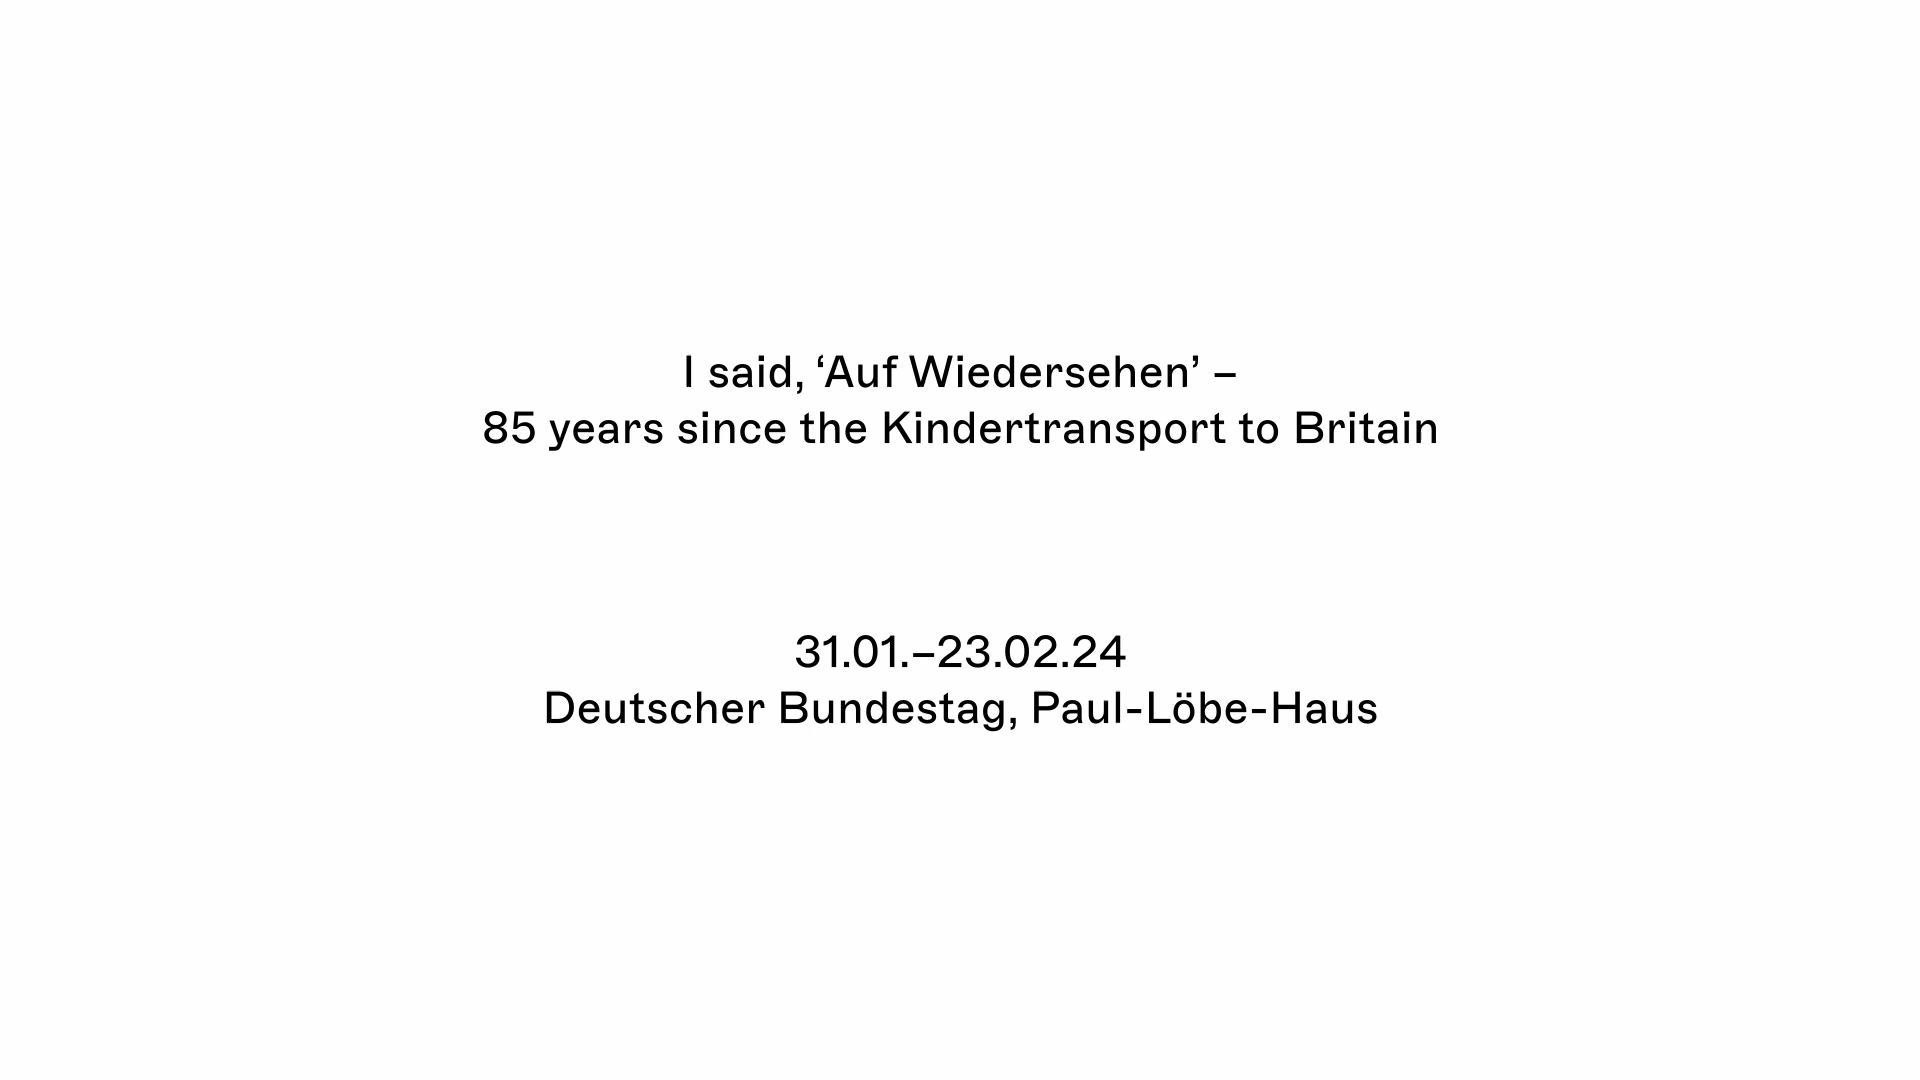 I said, ‘Auf Wiedersehen’ –
85 years since the Kindertransport to Britain
31.01.–23.02.24
Deutscher Bundestag, Paul-Löbe-Haus